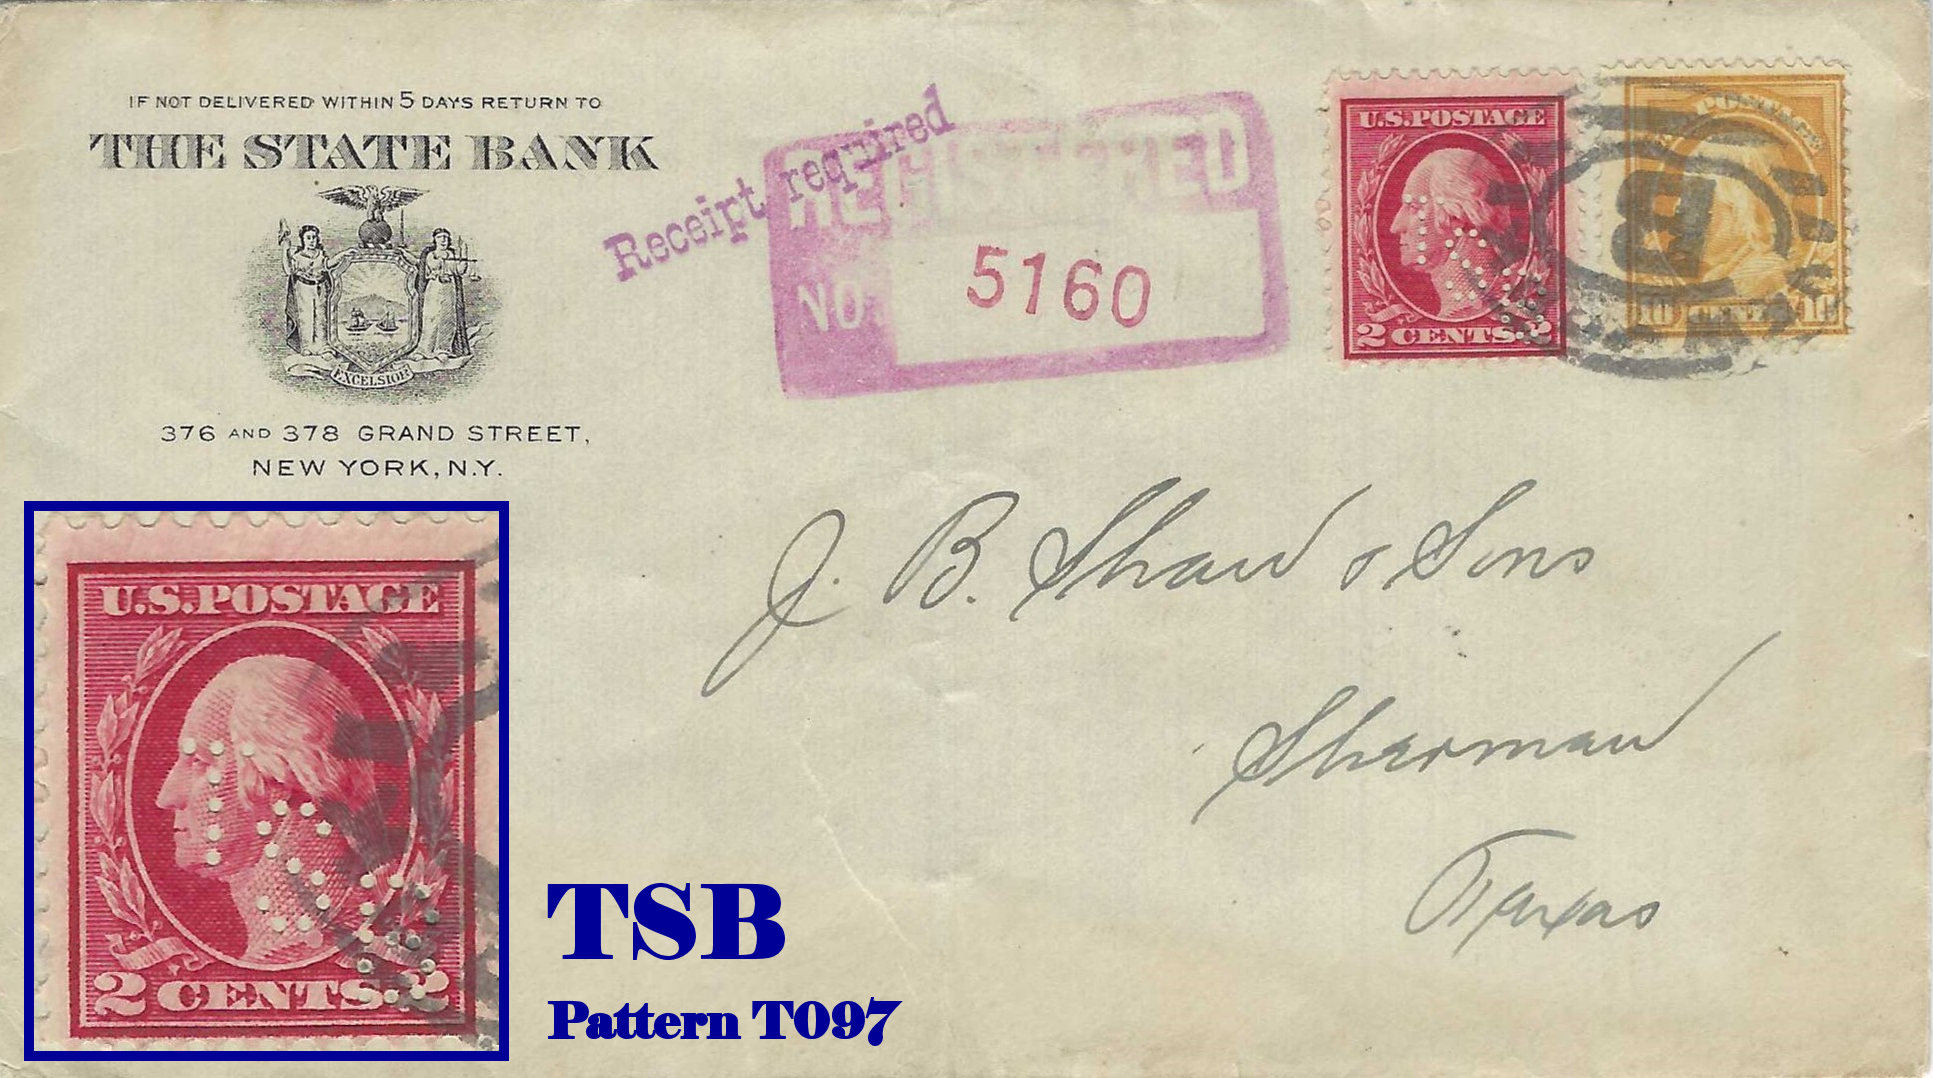 IF NOT DELIVERED WITHIN 5 DAYS RETURN TO
THE STATE BANK
EXCELSIOR
376 AND 378 GRAND STREET,
NEW YORK, N.Y.
Receipt required
REGISTERED
NO.
5160
U.S. POSTAGE
2 CENTS 2
POSTAGE
10 CENTS 10
B
N.Y.
J. B. Shaw & Sons
Sherman
Texas
U.S. POSTAGE
TSB
2 CENTS 2
TSB
Pattern T097